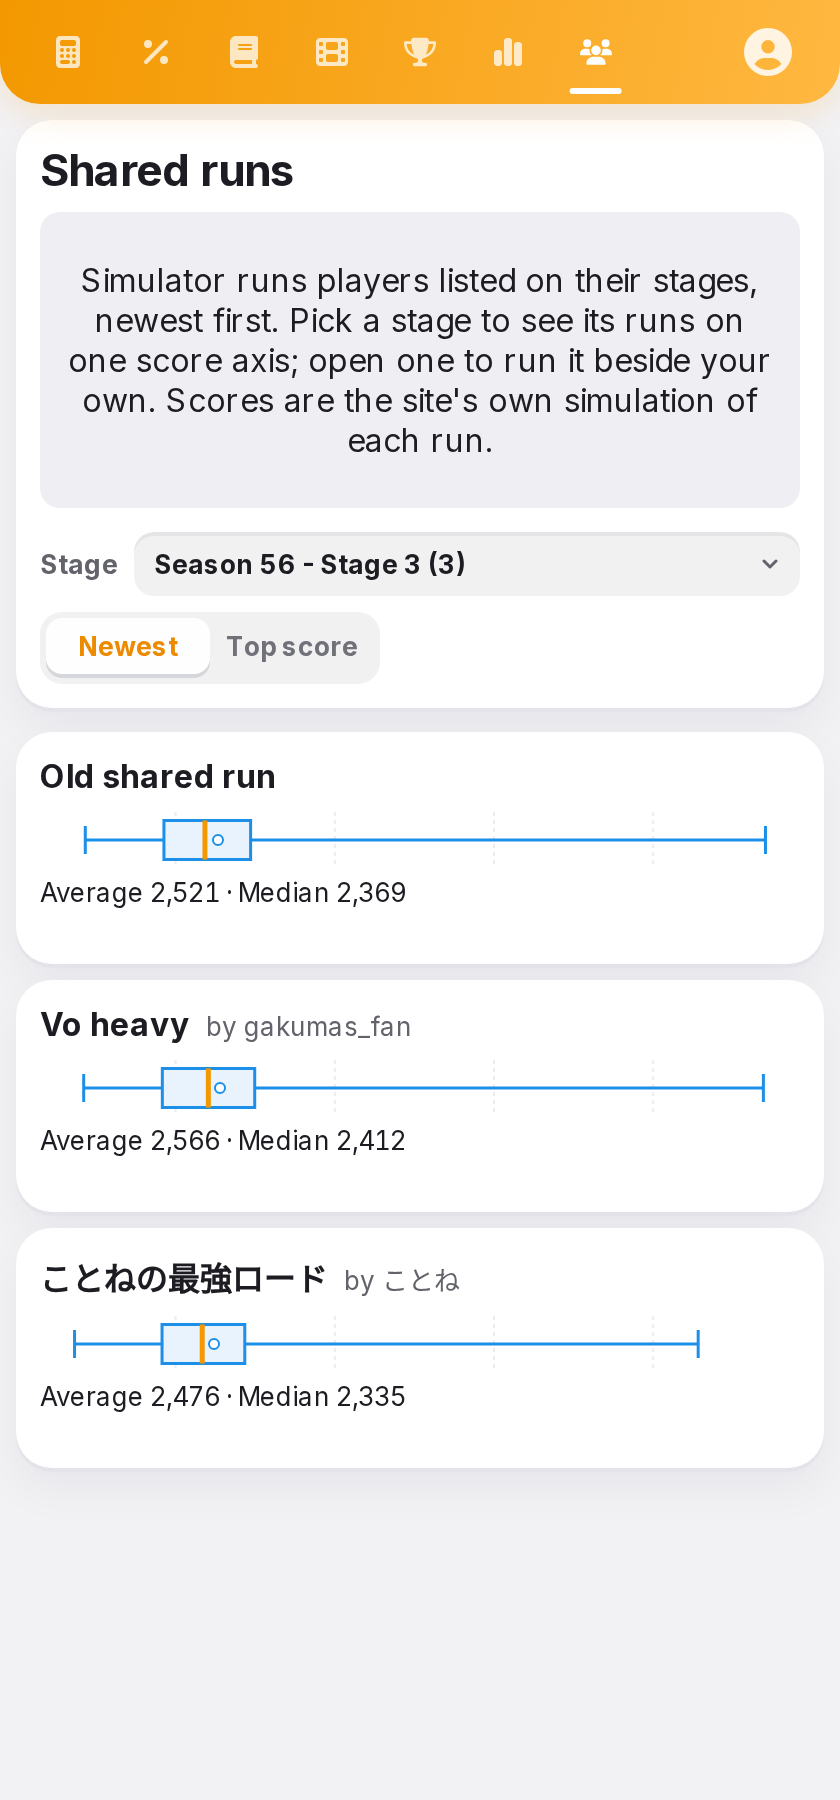 Shared runs
Simulator runs players listed on their stages,
newest first. Pick a stage to see its runs on
one score axis; open one to run it beside your
own. Scores are the site's own simulation of
each run.
Stage Season 56 - Stage 3 (3)
Newest Top score
Old shared run
Average 2,521 · Median 2,369
Vo heavy by gakumas_fan
Average 2,566 · Median 2,412
ことねの最強ロード by ことね
Average 2,476 · Median 2,335